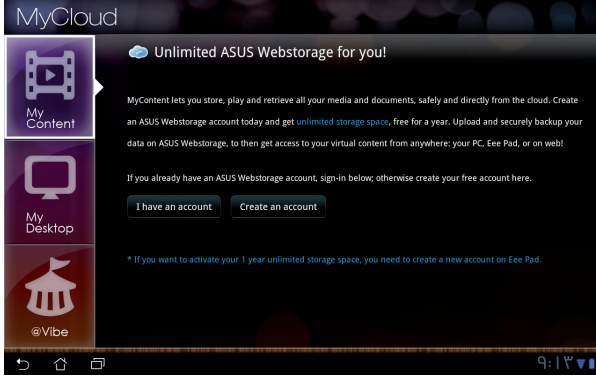 MyCloud
Unlimited ASUS Webstorage for you!
MyContent lets you store, play and retrieve all your media and documents, safely and directly from the cloud. Create
an ASUS Webstorage account today and get unlimited storage space, free for a year. Upload and securely backup your
data on ASUS Webstorage, to then get access to your virtual content from anywhere: your PC, Eee Pad, or on web!
If you already have an ASUS Webstorage account, sign-in below; otherwise create your free account here.
I have an account
Create an account
* If you want to activate your 1 year unlimited storage space, you need to create a new account on Eee Pad.
My
Content
My
Desktop
@Vibe
٩:١٣